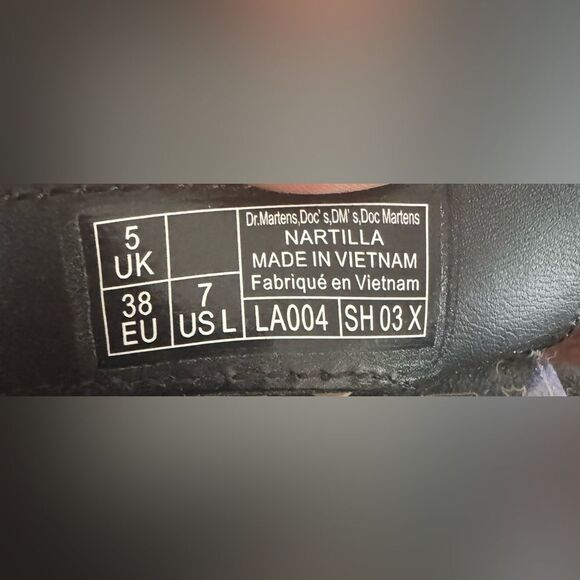 5
UK
38
EU
7
US L
Dr.Martens,Doc' s,DM' s,Doc Martens
NARTILLA
MADE IN VIETNAM
Fabriqué en Vietnam
LA004
SH 03 X